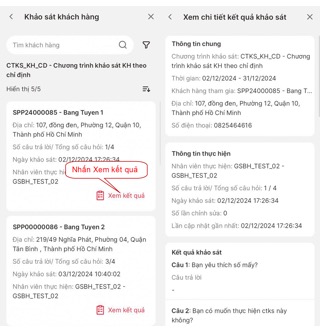 Khảo sát khách hàng
Tìm khách hàng
CTKS_KH_CD - Chương trình khảo sát KH theo
chỉ định
Hiển thị 5/5
SPP24000085 - Bang Tuyen 1
Địa chỉ: 107, đồng đen, Phường 12, Quận 10,
Thành phố Hồ Chí Minh
Số câu trả lời/ Tổng số câu hỏi: 1/4
Ngày khảo sát: 02/12/2024 17:26:34
Nhân viên thực hiện:
GSBH_TEST_02
Nhấn Xem kết quả
Xem kết quả
SPP00000086 - Bang Tuyen 2
Địa chỉ: 219/49 Nghĩa Phát, Phường 04, Quận
Tân Bình , Thành phố Hồ Chí Minh
Số câu trả lời/ Tổng số câu hỏi: 3/4
Ngày khảo sát: 03/12/2024 10:40:02
Nhân viên thực hiện: GSBH_TEST_02 -
GSBH_TEST_02
Xem kết quả
Xem chi tiết kết quả khảo sát
Thông tin chung
Chương trình khảo sát: CTKS_KH_CD - Chương
trình khảo sát KH theo chỉ định
Thời gian: 02/12/2024 - 31/12/2024
Khách hàng tham gia: SPP24000085 - Bang T...
Địa chỉ: 107, đồng đen, Phường 12, Quận 10,
Thành phố Hồ Chí Minh
Số điện thoại: 0825464616
Thông tin thực hiện
Nhân viên thực hiện: GSBH_TEST_02 -
GSBH_TEST_02
Số câu trả lời/ Tổng số câu hỏi: 1 / 4
Số lần chỉnh sửa: 0
Lần cập nhật gần nhất: 02/12/2024 17:26:34
Kết quả khảo sát
Câu 1: Bạn yêu thích số mấy?
Câu trả lời
-
Câu 2: Bạn có muốn thực hiện ctks này
không?